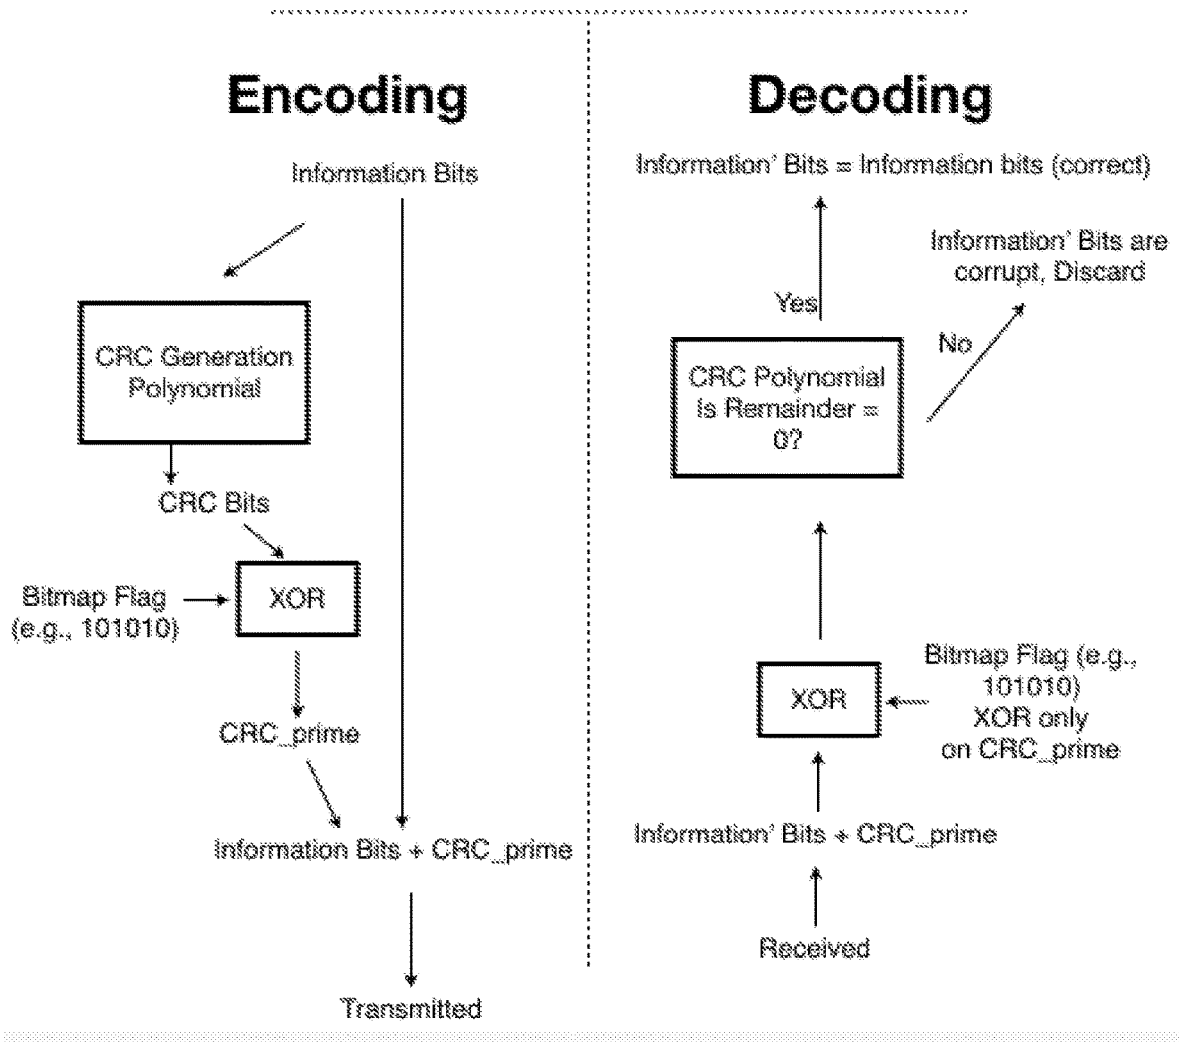 Encoding
Information Bits
CRC Generation
Polynomial
CRC Bits
Bitmap Flag
(e.g., 101010)
XOR
CRC_prime
Information Bits + CRC_prime
Transmitted
Decoding
Information' Bits = Information bits (correct)
Information' Bits are
corrupt, Discard
Yes
No
CRC Polynomial
Is Remainder =
0?
XOR
Bitmap Flag (e.g.,
101010)
XOR only
on CRC_prime
Information' Bits + CRC_prime
Received